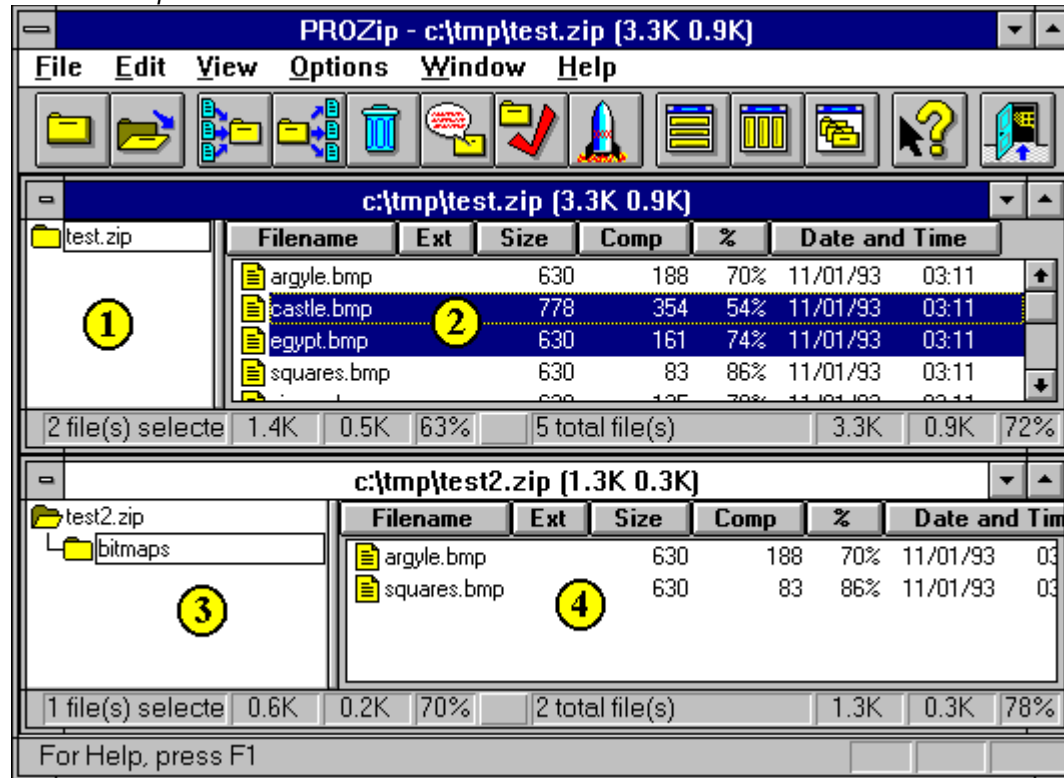 PROZip - c:\tmp\test.zip (3.3K 0.9K)
File Edit View Options Window Help
c:\tmp\test.zip (3.3K 0.9K)
test.zip
Filename Ext Size Comp % Date and Time
argyle.bmp 630 188 70% 11/01/93 03:11
castle.bmp 778 354 54% 11/01/93 03:11
egypt.bmp 630 161 74% 11/01/93 03:11
squares.bmp 630 83 86% 11/01/93 03:11
1
2
2 file(s) selecte 1.4K 0.5K 63% 5 total file(s) 3.3K 0.9K 72%
c:\tmp\test2.zip (1.3K 0.3K)
test2.zip
bitmaps
Filename Ext Size Comp % Date and Tim
argyle.bmp 630 188 70% 11/01/93 03
squares.bmp 630 83 86% 11/01/93 03
3
4
1 file(s) selecte 0.6K 0.2K 70% 2 total file(s) 1.3K 0.3K 78%
For Help, press F1